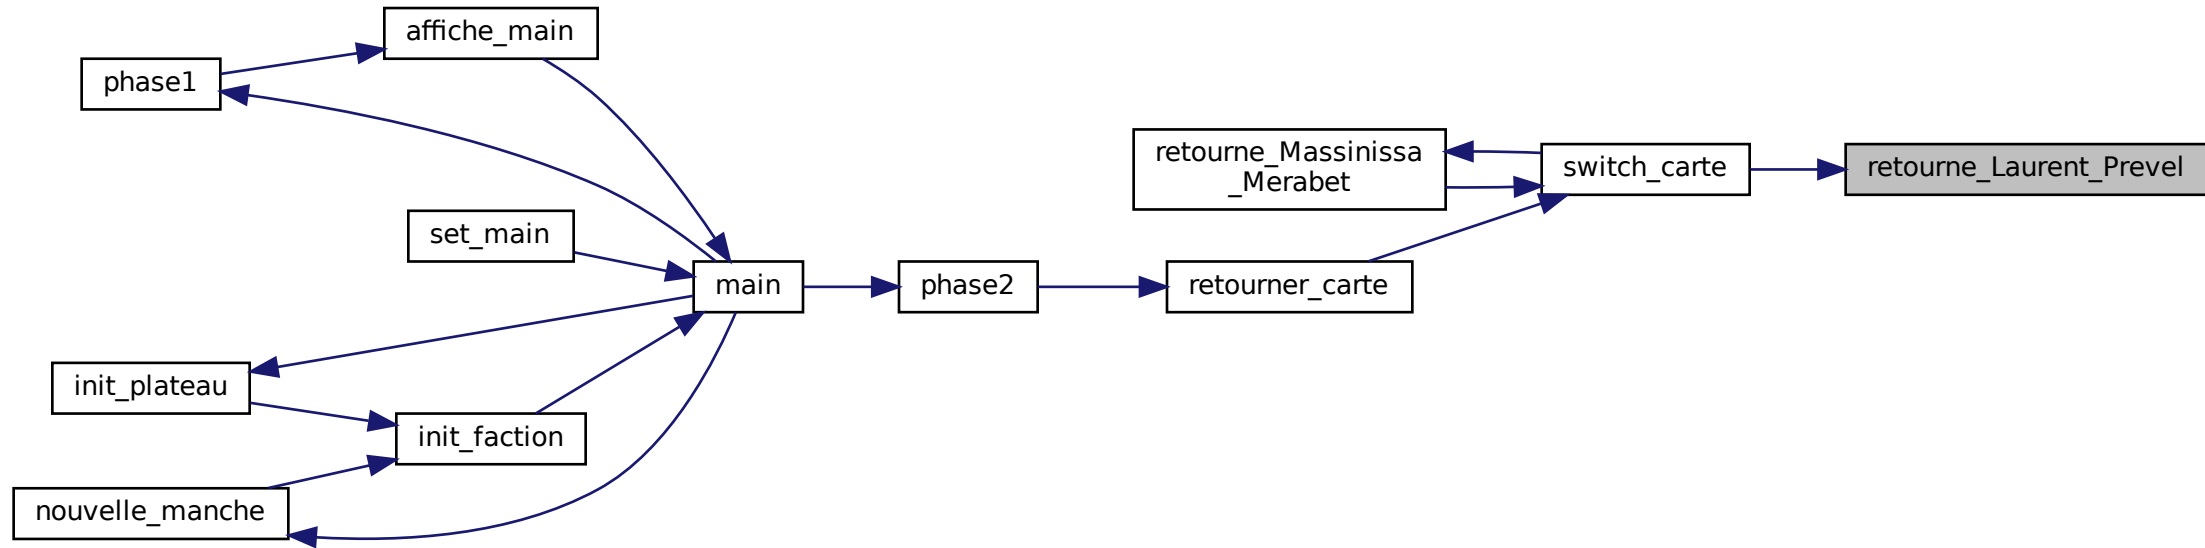 affiche_main
phase1
retourne_Massinissa
_Merabet
switch_carte
retourne_Laurent_Prevel
set_main
main
phase2
retourner_carte
init_plateau
init_faction
nouvelle_manche